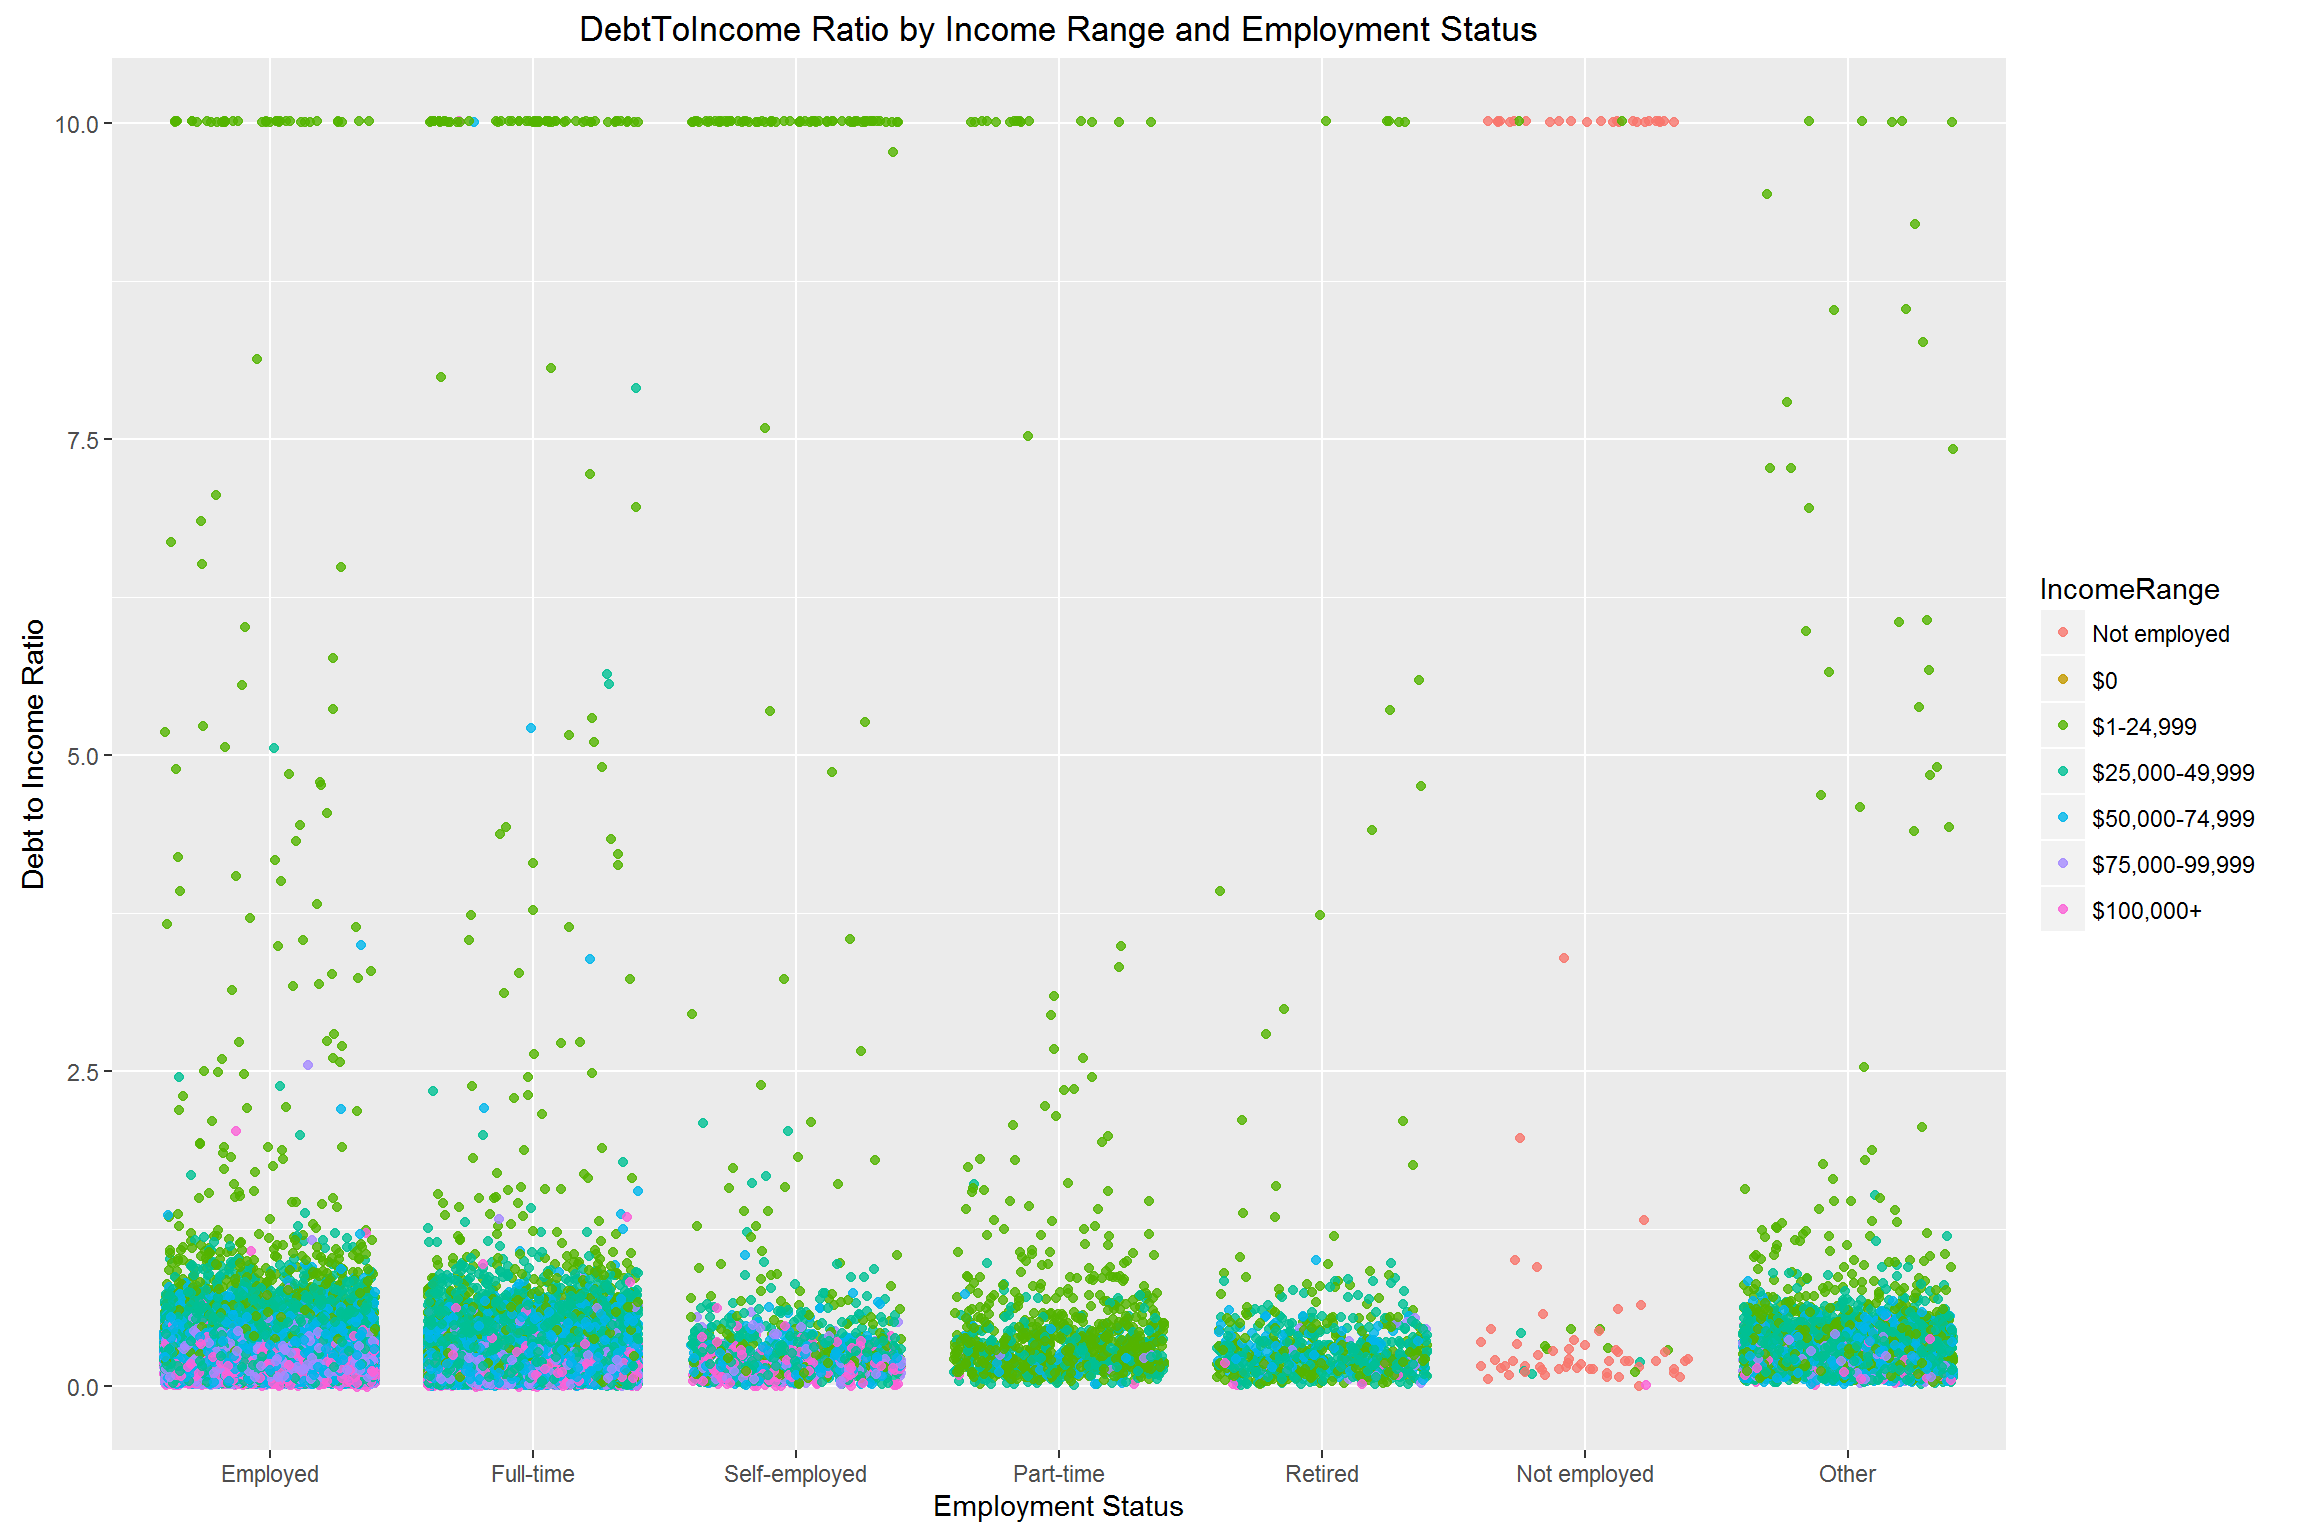 DebtToIncome Ratio by Income Range and Employment Status
Debt to Income Ratio
10.0
7.5
5.0
2.5
0.0
Employed
Full-time
Self-employed
Part-time
Retired
Not employed
Other
Employment Status
IncomeRange
Not employed
$0
$1-24,999
$25,000-49,999
$50,000-74,999
$75,000-99,999
$100,000+